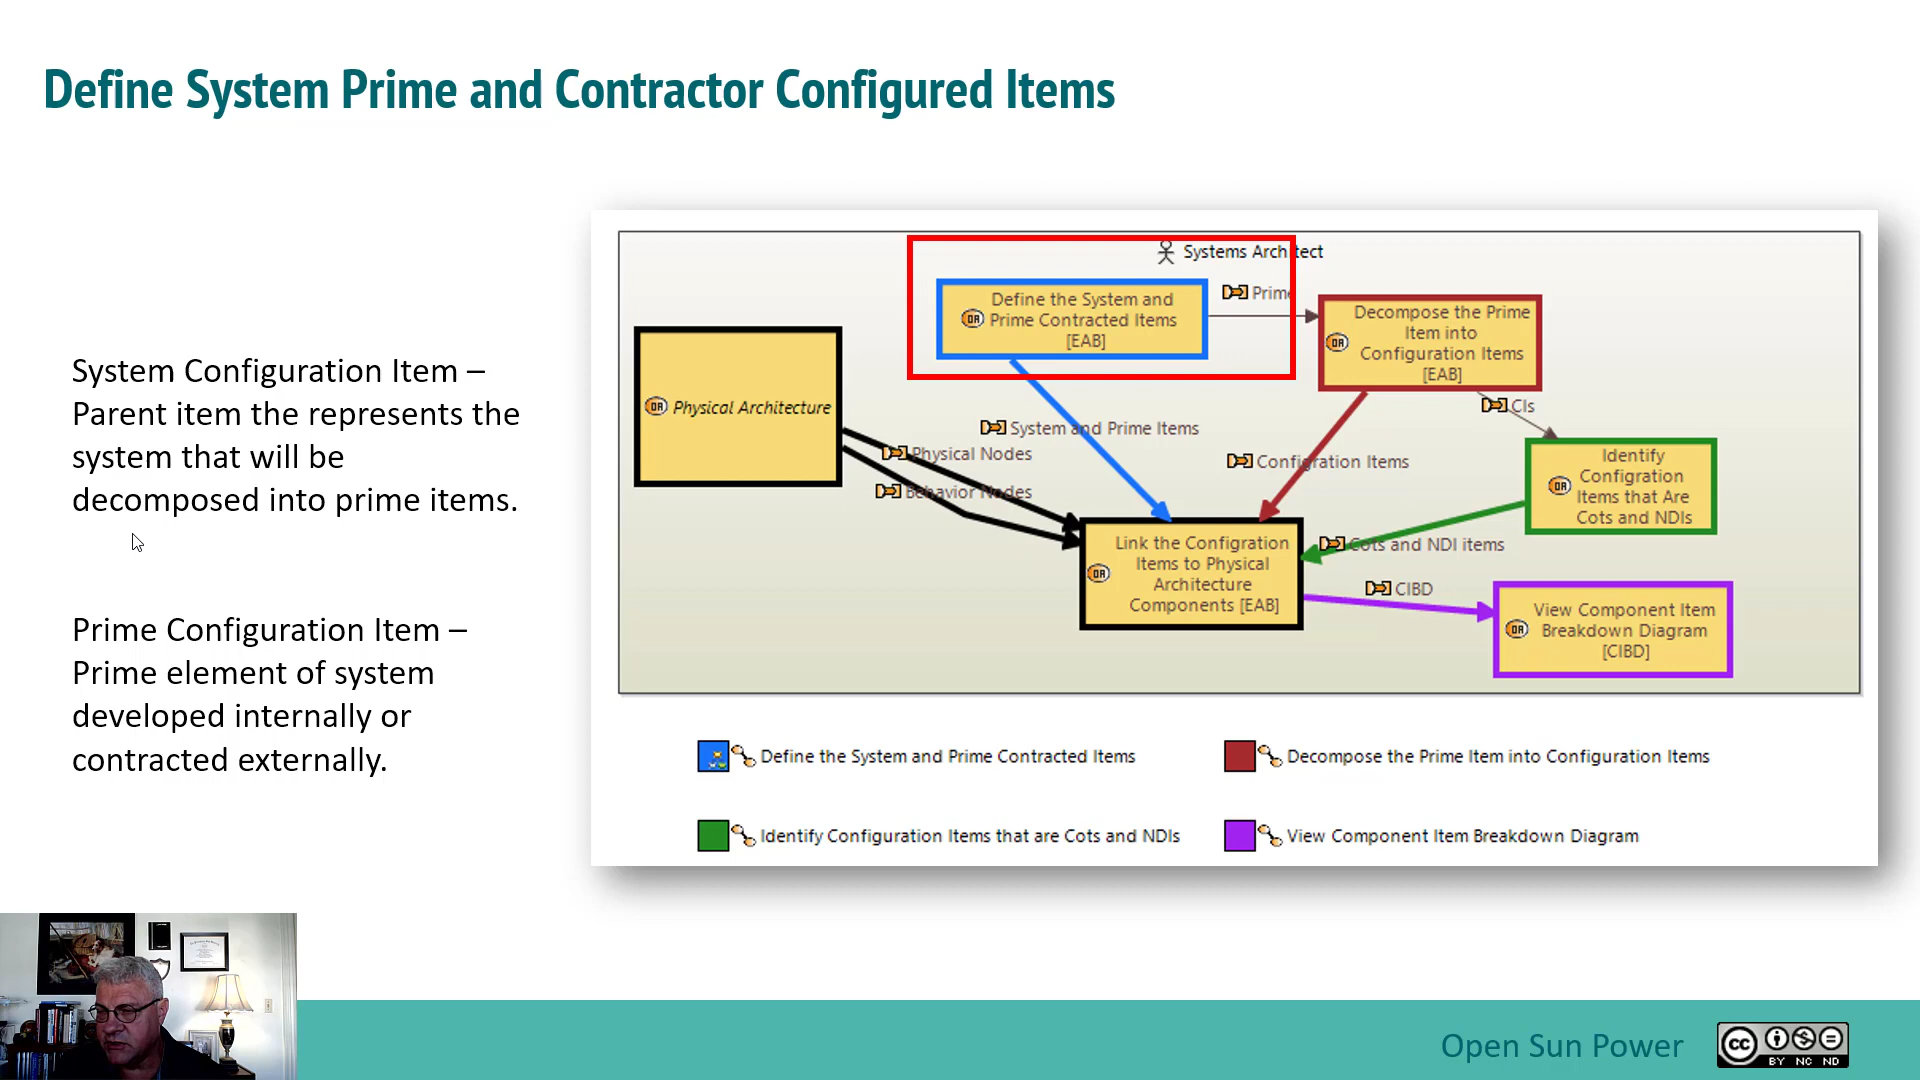 Define System Prime and Contractor Configured Items
System Configuration Item –
Parent item the represents the
system that will be
decomposed into prime items.
Prime Configuration Item –
Prime element of system
developed internally or
contracted externally.
Systems Architect
Define the System and
Prime Contracted Items
[EAB]
Prime
Decompose the Prime
Item into
Configuration Items
[EAB]
Physical Architecture
CIs
System and Prime Items
Physical Nodes
Behavior Nodes
Configration Items
Identify
Configration
Items that Are
Cots and NDIs
Link the Configration
Items to Physical
Architecture
Components [EAB]
Cots and NDI items
CIBD
View Component Item
Breakdown Diagram
[CIBD]
Define the System and Prime Contracted Items
Decompose the Prime Item into Configuration Items
Identify Configuration Items that are Cots and NDIs
View Component Item Breakdown Diagram
Open Sun Power
cc
BY NC ND